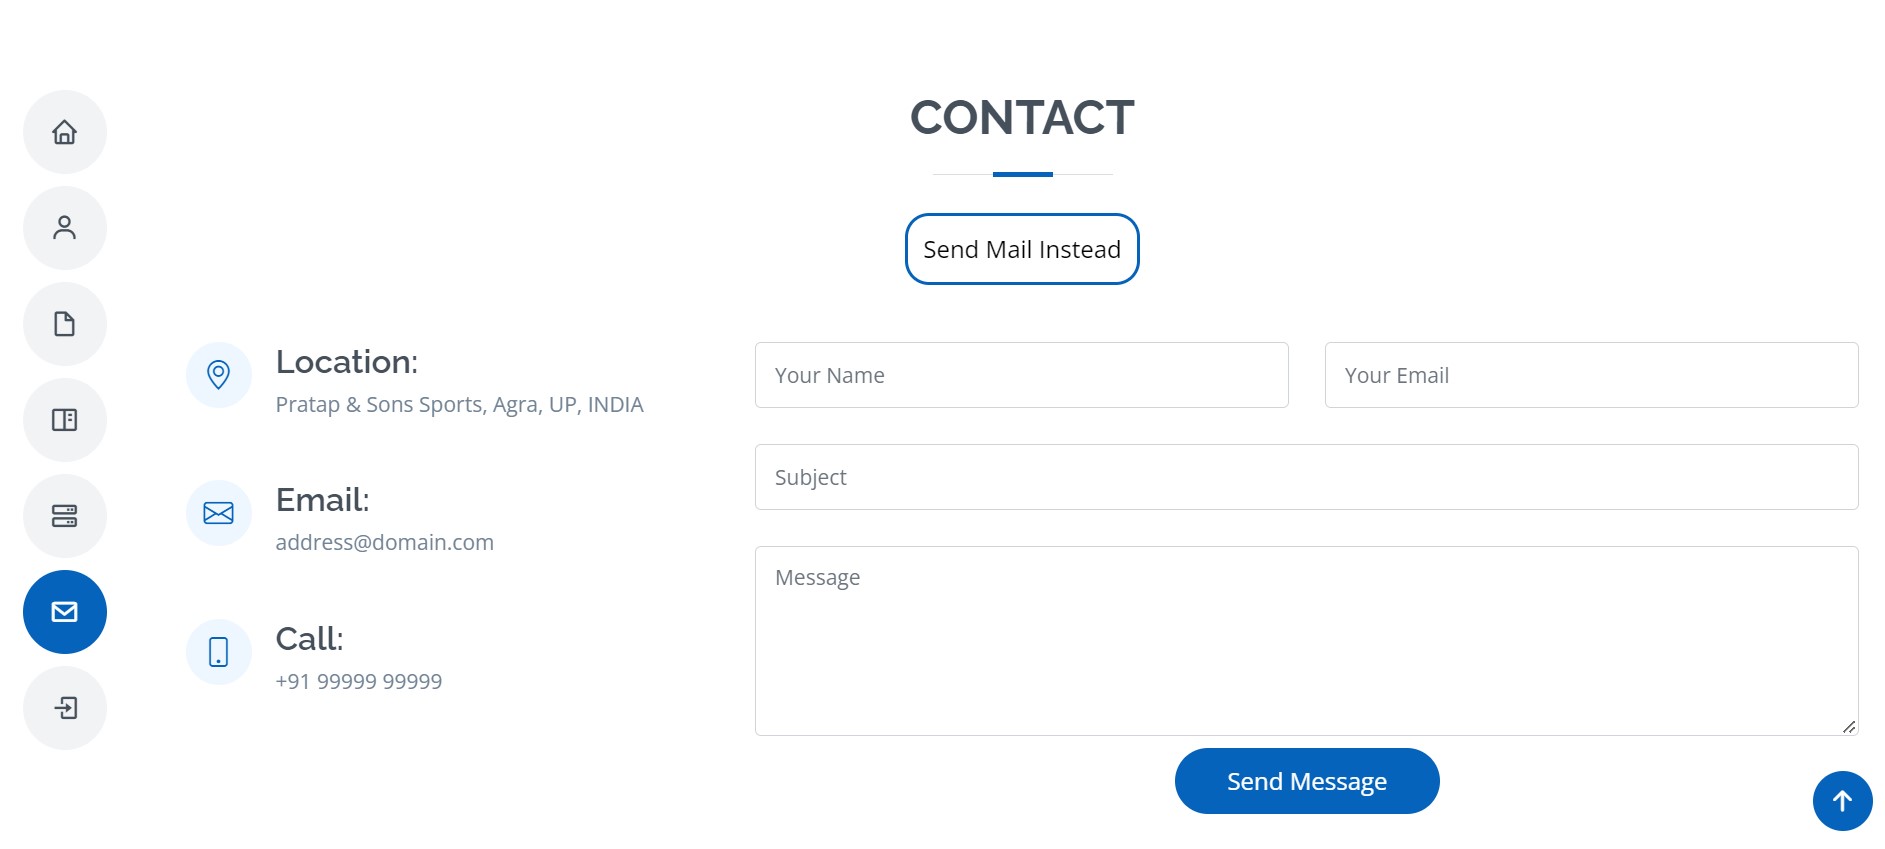 CONTACT
Send Mail Instead
Location:
Pratap & Sons Sports, Agra, UP, INDIA
Email:
address@domain.com
Call:
+91 99999 99999
Your Name
Your Email
Subject
Message
Send Message